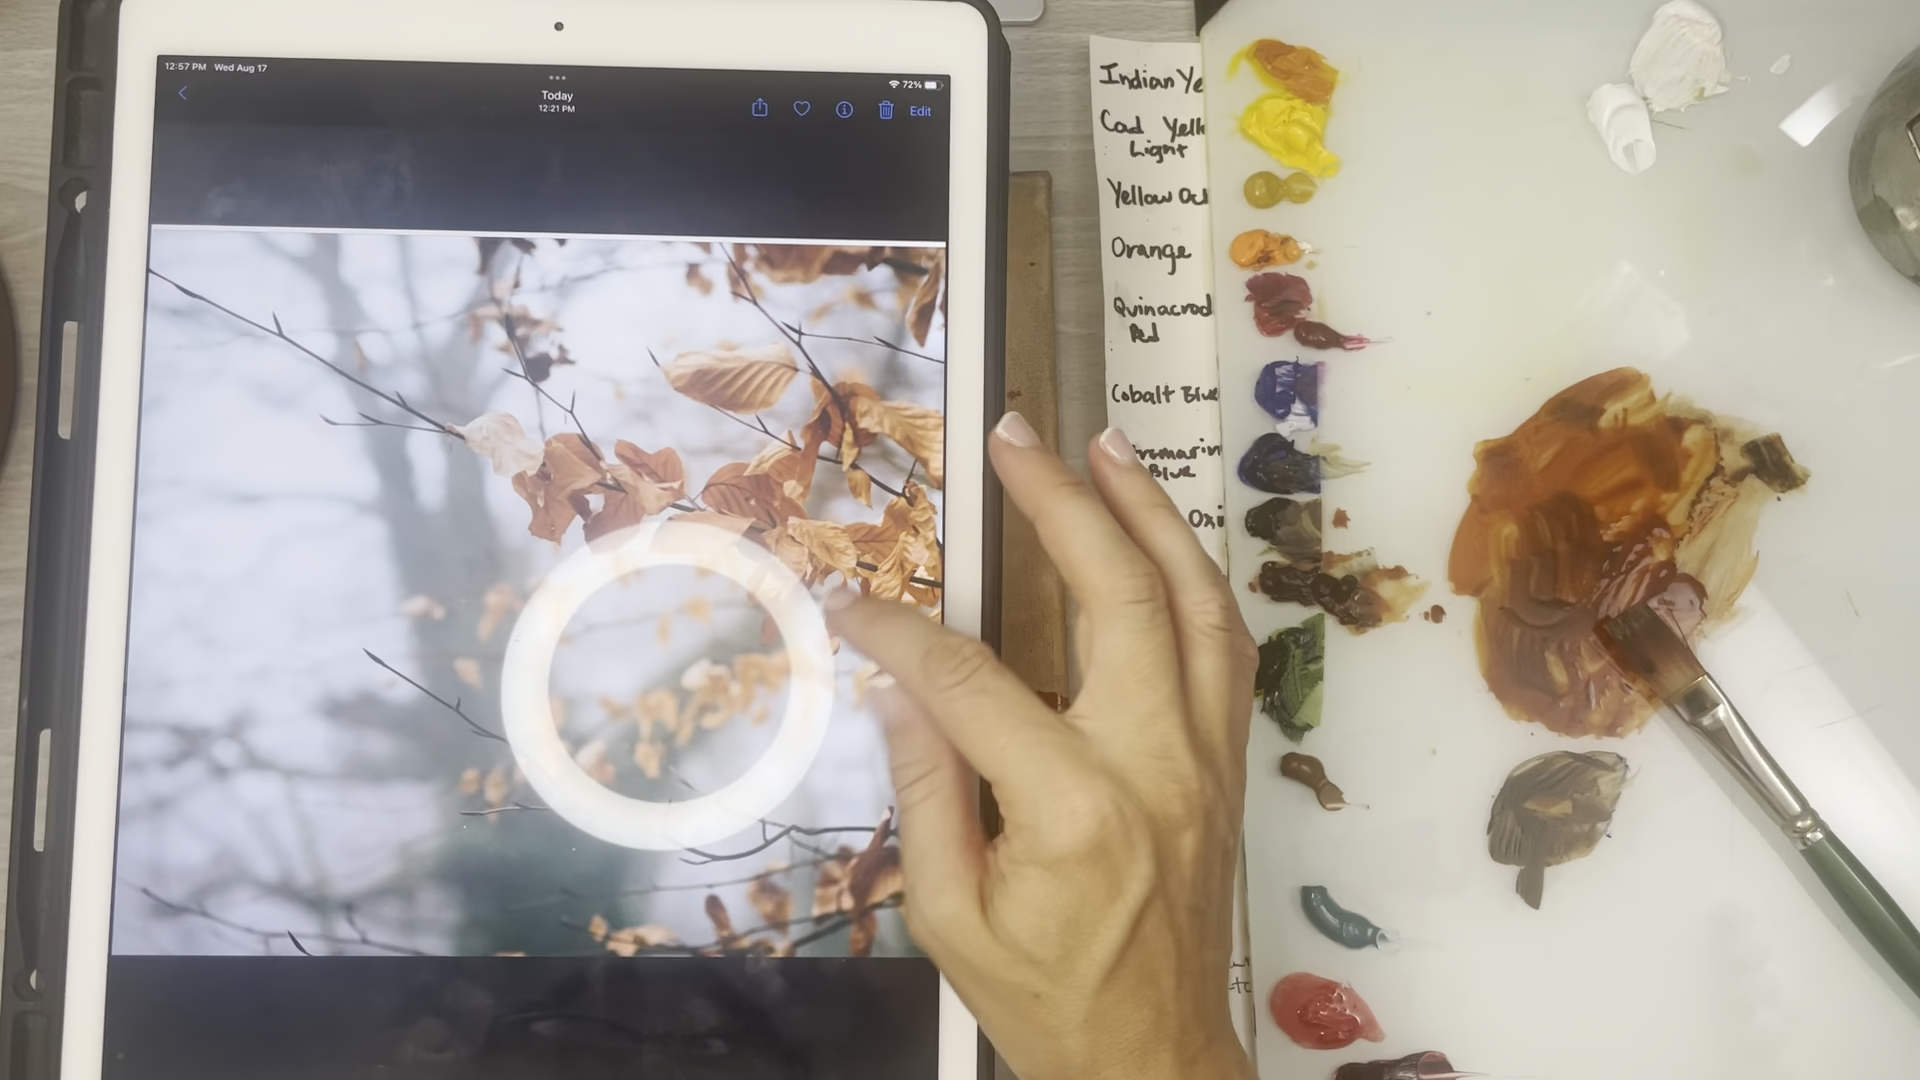 12:57 PM Wed Aug 17
72%
Today
12:21 PM
Edit
Indian Ye
Cad Yell
Light
Yellow Oc
Orange
Quinacrod
Red
Cobalt Blue
Blue
Oxi